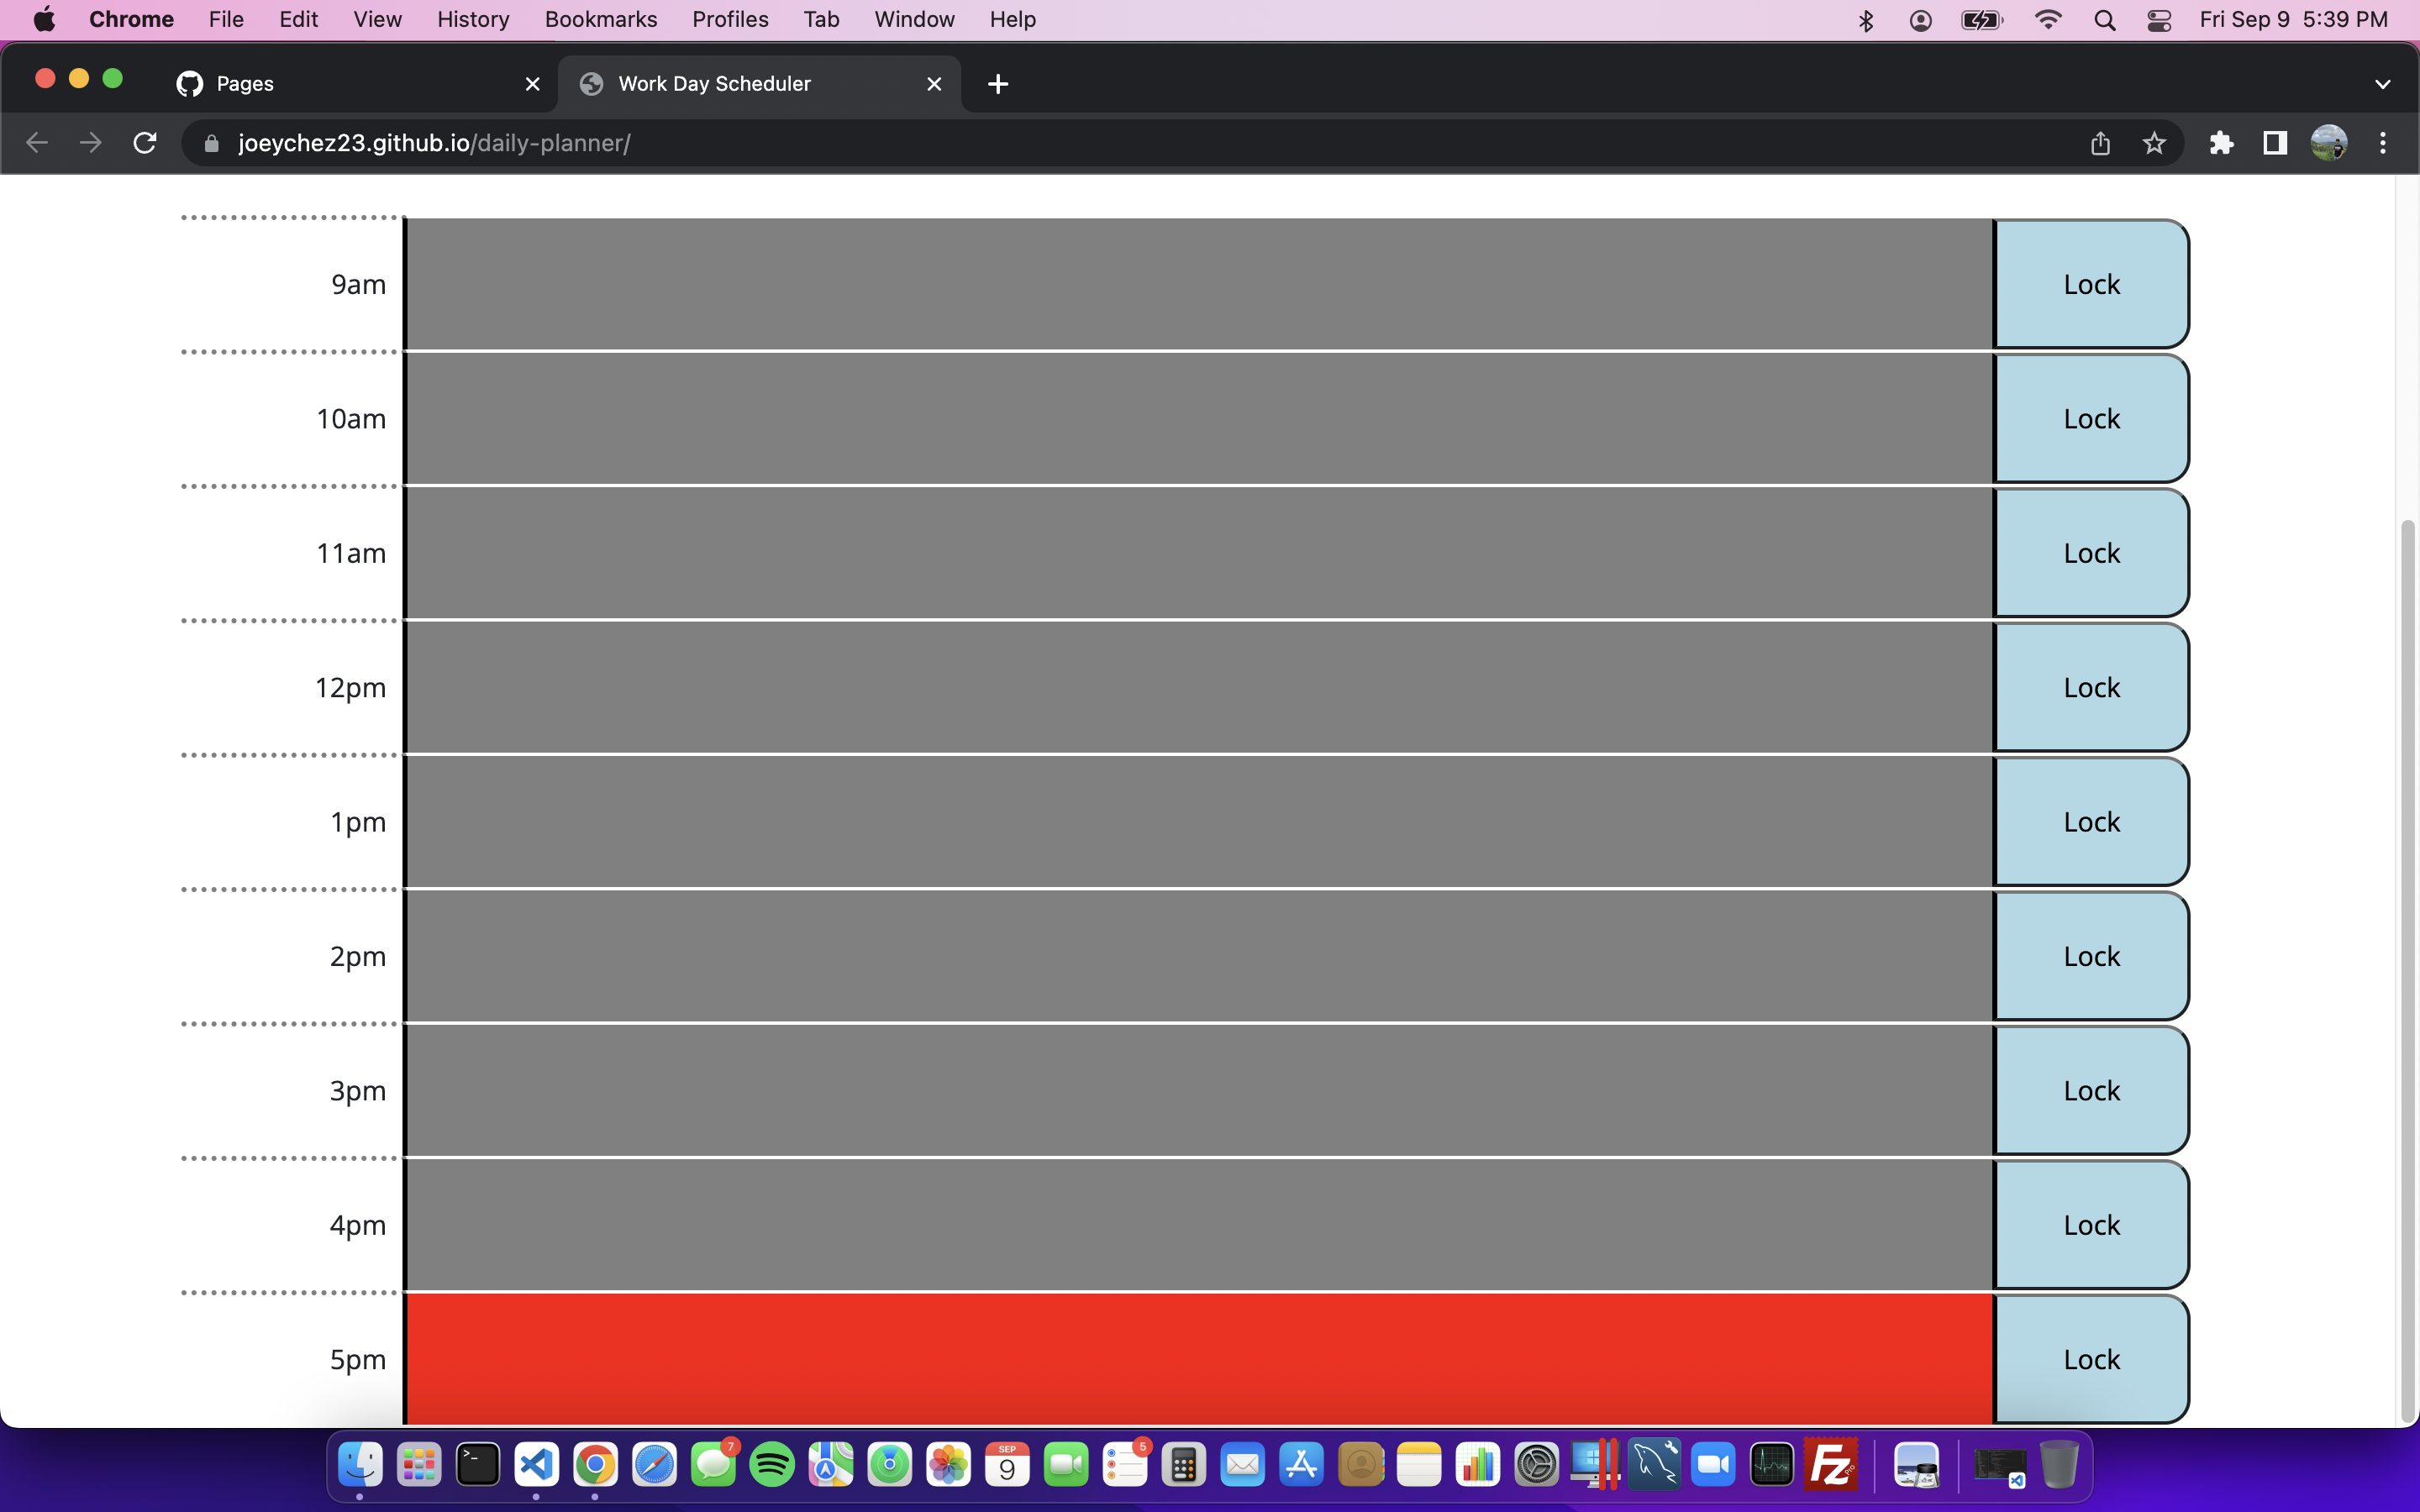 Chrome File Edit View History Bookmarks Profiles Tab Window Help Fri Sep 9 5:39 PM
Pages Work Day Scheduler
joeychez23.github.io/daily-planner/
9am Lock
10am Lock
11am Lock
12pm Lock
1pm Lock
2pm Lock
3pm Lock
4pm Lock
5pm Lock
7
SEP
9
5
Fz
Pro